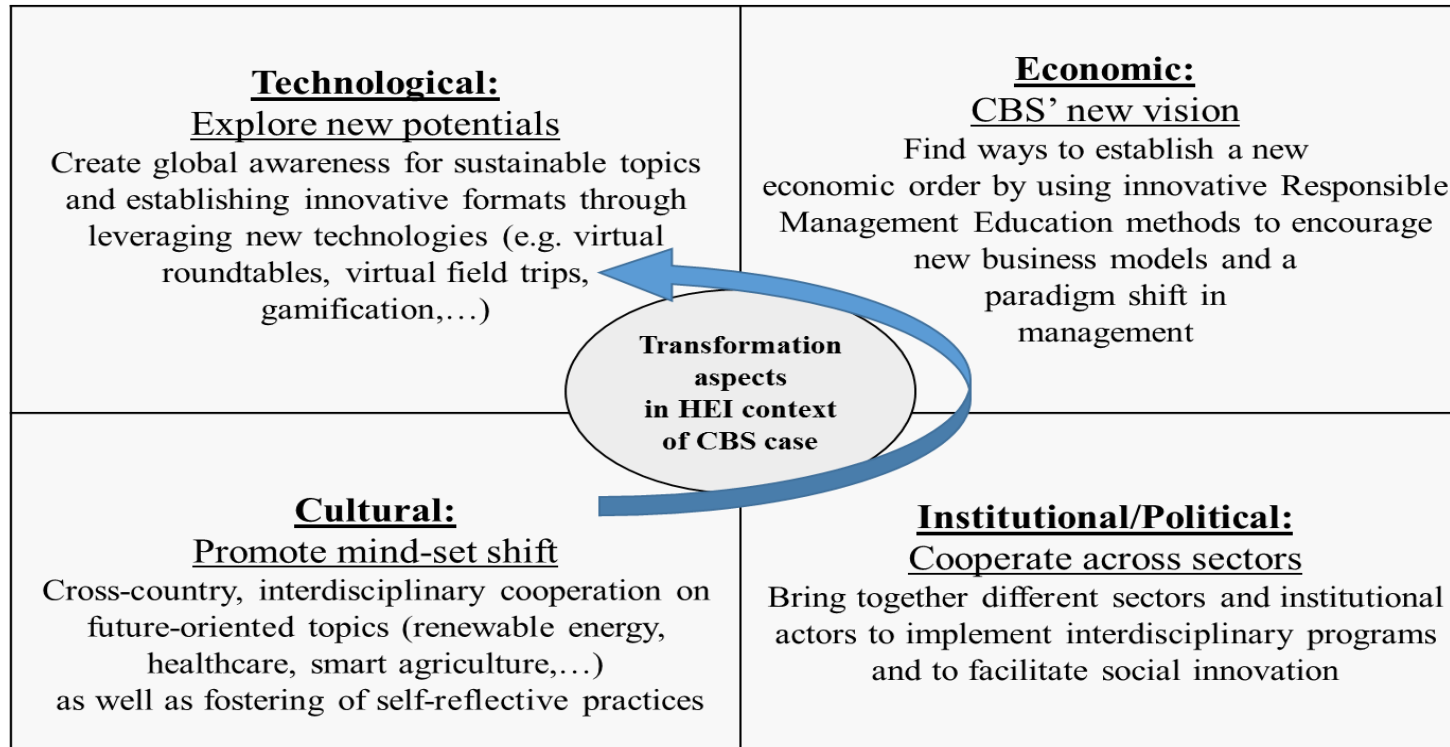 Technological:
Explore new potentials
Create global awareness for sustainable topics
and establishing innovative formats through
leveraging new technologies (e.g. virtual
roundtables, virtual field trips,
gamification,…)
Economic:
CBS’ new vision
Find ways to establish a new
economic order by using innovative Responsible
Management Education methods to encourage
new business models and a
paradigm shift in
management
Transformation
aspects
in HEI context
of CBS case
Cultural:
Promote mind-set shift
Cross-country, interdisciplinary cooperation on
future-oriented topics (renewable energy,
healthcare, smart agriculture,…)
as well as fostering of self-reflective practices
Institutional/Political:
Cooperate across sectors
Bring together different sectors and institutional
actors to implement interdisciplinary programs
and to facilitate social innovation